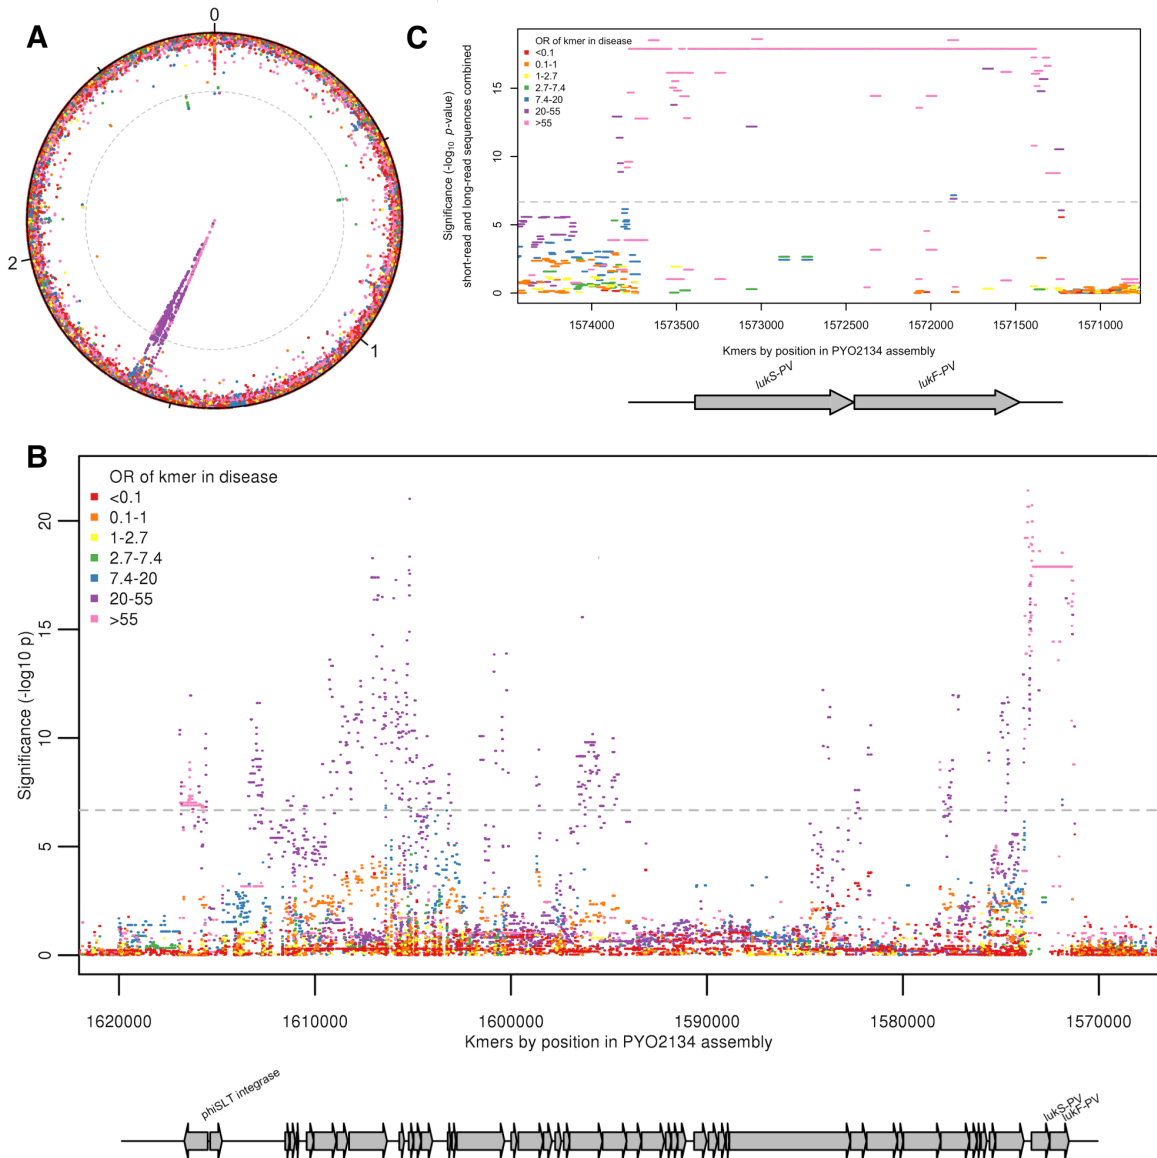 A
0
1
2
C
OR of kmer in disease
<0.1
0.1-1
1-2.7
2.7-7.4
7.4-20
20-55
>55
Significance (-log10 p-value)
short-read and long-read sequences combined
15
10
5
0
1574000 1573500 1573000 1572500 1572000 1571500 1571000
Kmers by position in PYO2134 assembly
lukS-PV lukF-PV
B
OR of kmer in disease
<0.1
0.1-1
1-2.7
2.7-7.4
7.4-20
20-55
>55
Significance (-log10 p)
20
15
10
5
0
1620000 1610000 1600000 1590000 1580000 1570000
Kmers by position in PYO2134 assembly
phiSLT integrase
lukS-PV
lukF-PV